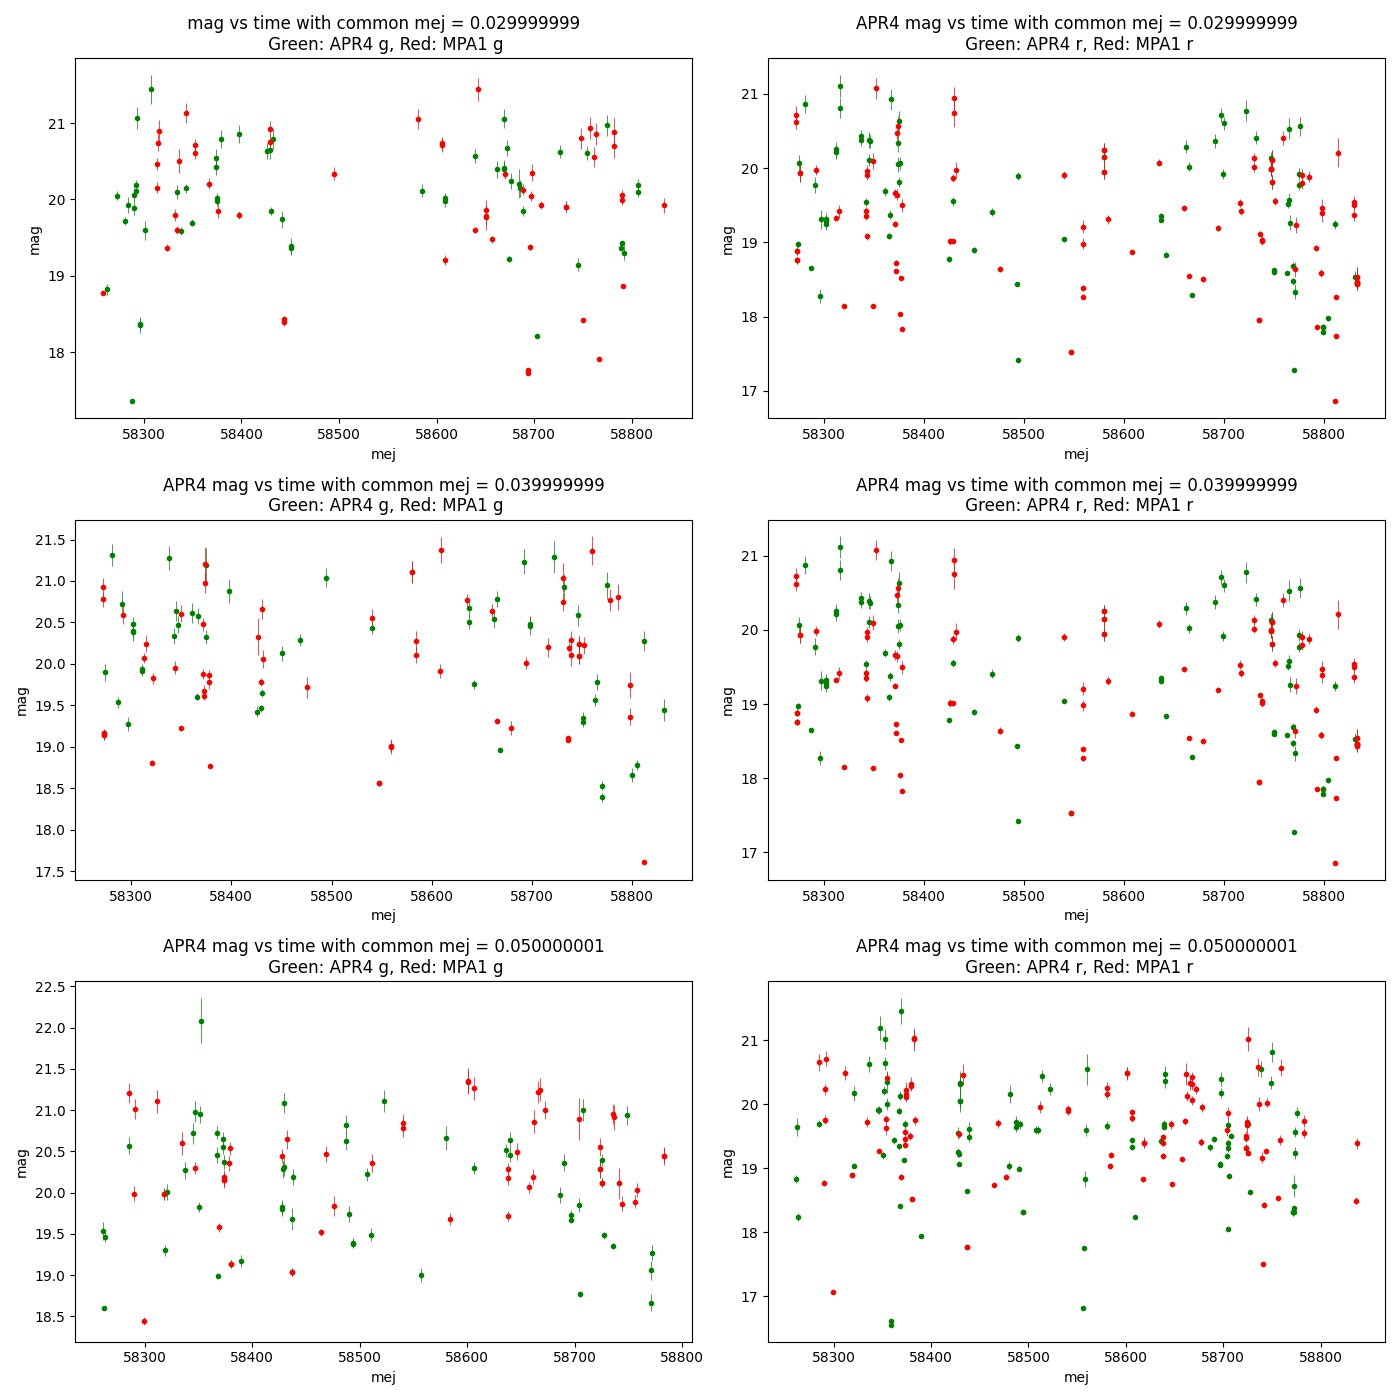 mag vs time with common mej = 0.029999999
Green: APR4 g, Red: MPA1 g
mag
21
20
19
18
58300 58400 58500 58600 58700 58800
mej
APR4 mag vs time with common mej = 0.029999999
Green: APR4 r, Red: MPA1 r
mag
21
20
19
18
17
58300 58400 58500 58600 58700 58800
mej
APR4 mag vs time with common mej = 0.039999999
Green: APR4 g, Red: MPA1 g
mag
21.5
21.0
20.5
20.0
19.5
19.0
18.5
18.0
17.5
58300 58400 58500 58600 58700 58800
mej
APR4 mag vs time with common mej = 0.039999999
Green: APR4 r, Red: MPA1 r
mag
21
20
19
18
17
58300 58400 58500 58600 58700 58800
mej
APR4 mag vs time with common mej = 0.050000001
Green: APR4 g, Red: MPA1 g
mag
22.5
22.0
21.5
21.0
20.5
20.0
19.5
19.0
18.5
58300 58400 58500 58600 58700 58800
mej
APR4 mag vs time with common mej = 0.050000001
Green: APR4 r, Red: MPA1 r
mag
21
20
19
18
17
58300 58400 58500 58600 58700 58800
mej